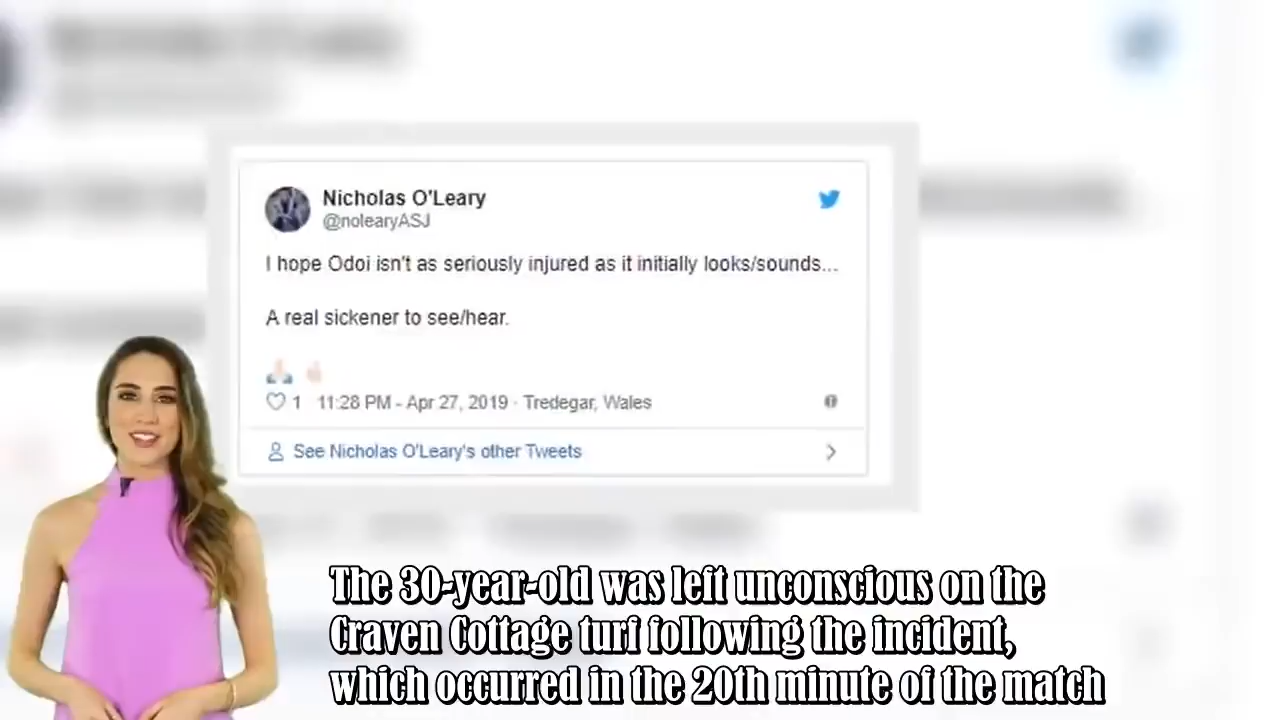 Nicholas O'Leary
@nolearyASJ
I hope Odoi isn't as seriously injured as it initially looks/sounds...
A real sickener to see/hear.
1 11:28 PM - Apr 27, 2019 · Tredegar, Wales
See Nicholas O'Leary's other Tweets
The 30-year-old was left unconscious on the
Craven Cottage turf following the incident,
which occurred in the 20th minute of the match